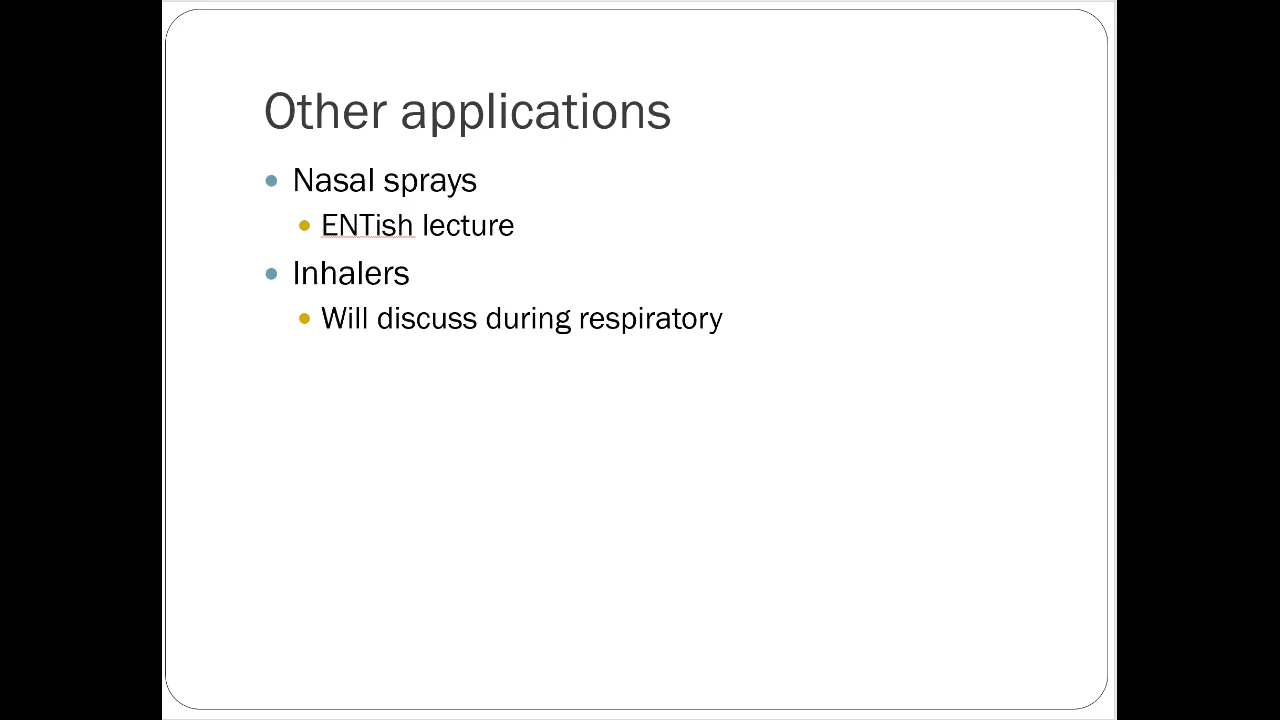 Other applications
Nasal sprays
ENTish lecture
Inhalers
Will discuss during respiratory